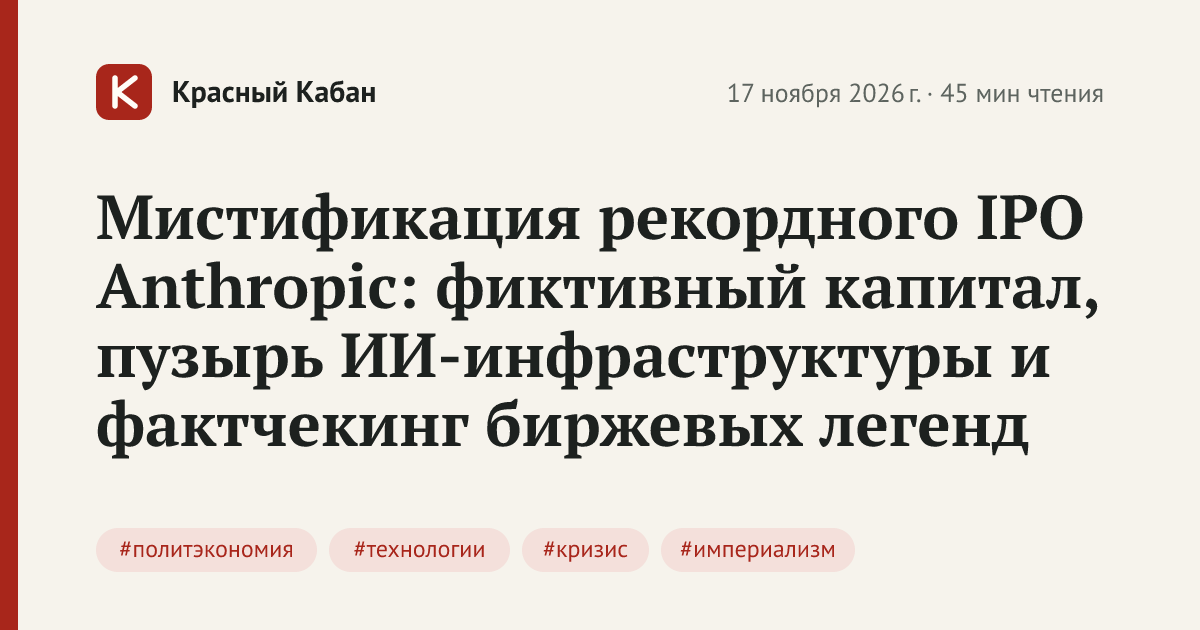 К
Красный Кабан
17 ноября 2026 г. · 45 мин чтения
Мистификация рекордного IPO
Anthropic: фиктивный капитал,
пузырь ИИ-инфраструктуры и
фактчекинг биржевых легенд
#политэкономия #технологии #кризис #империализм